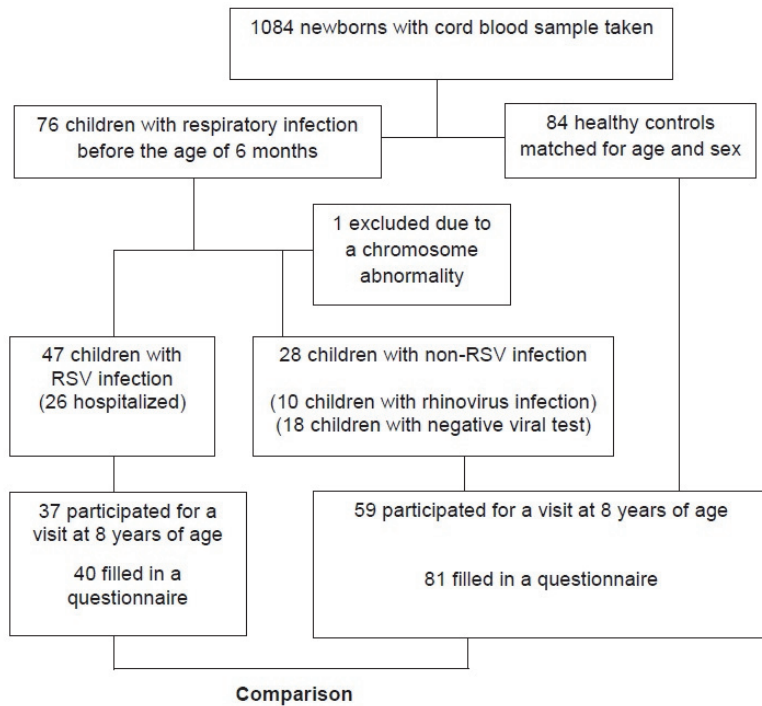 1084 newborns with cord blood sample taken
76 children with respiratory infection
before the age of 6 months
84 healthy controls
matched for age and sex
1 excluded due to
a chromosome
abnormality
47 children with
RSV infection
(26 hospitalized)
28 children with non-RSV infection
(10 children with rhinovirus infection)
(18 children with negative viral test)
37 participated for a
visit at 8 years of age
40 filled in a
questionnaire
59 participated for a visit at 8 years of age
81 filled in a questionnaire
Comparison